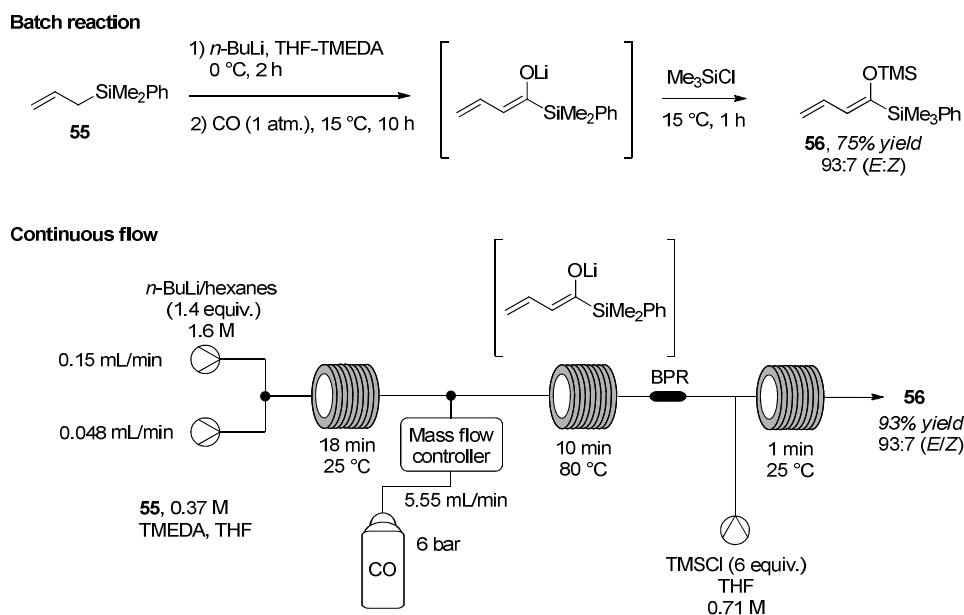 Batch reaction
1) n-BuLi, THF-TMEDA
0 °C, 2 h
2) CO (1 atm.), 15 °C, 10 h
SiMe2Ph
55
OLi
SiMe2Ph
Me3SiCl
15 °C, 1 h
OTMS
SiMe3Ph
56, 75% yield
93:7 (E:Z)
Continuous flow
n-BuLi/hexanes
(1.4 equiv.)
1.6 M
0.15 mL/min
0.048 mL/min
55, 0.37 M
TMEDA, THF
18 min
25 °C
Mass flow
controller
5.55 mL/min
6 bar
CO
OLi
SiMe2Ph
10 min
80 °C
BPR
1 min
25 °C
TMSCl (6 equiv.)
THF
0.71 M
56
93% yield
93:7 (E/Z)